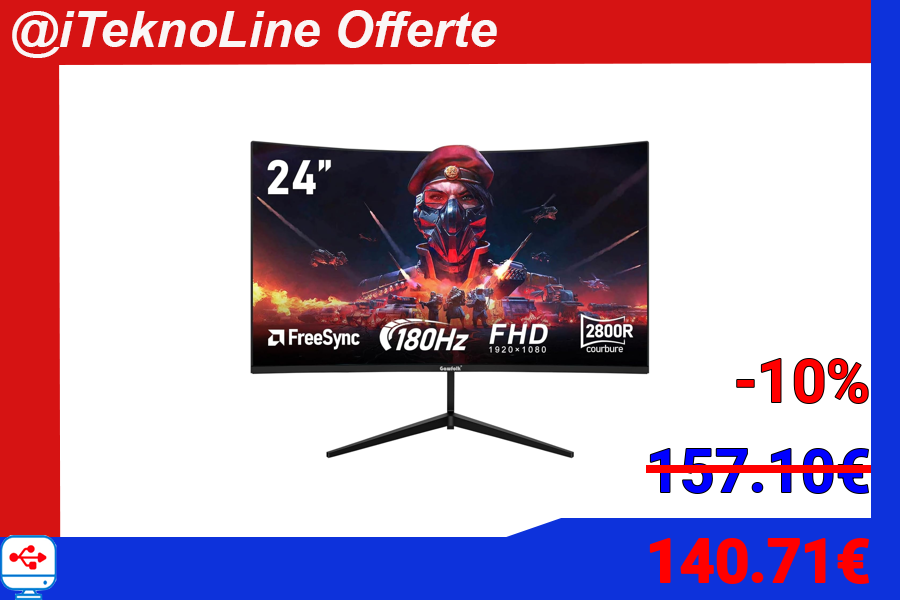 @iTeknoLine Offerte
24”
FreeSync
180Hz
FHD
1920×1080
2800R
courbure
-10%
157.10€
140.71€